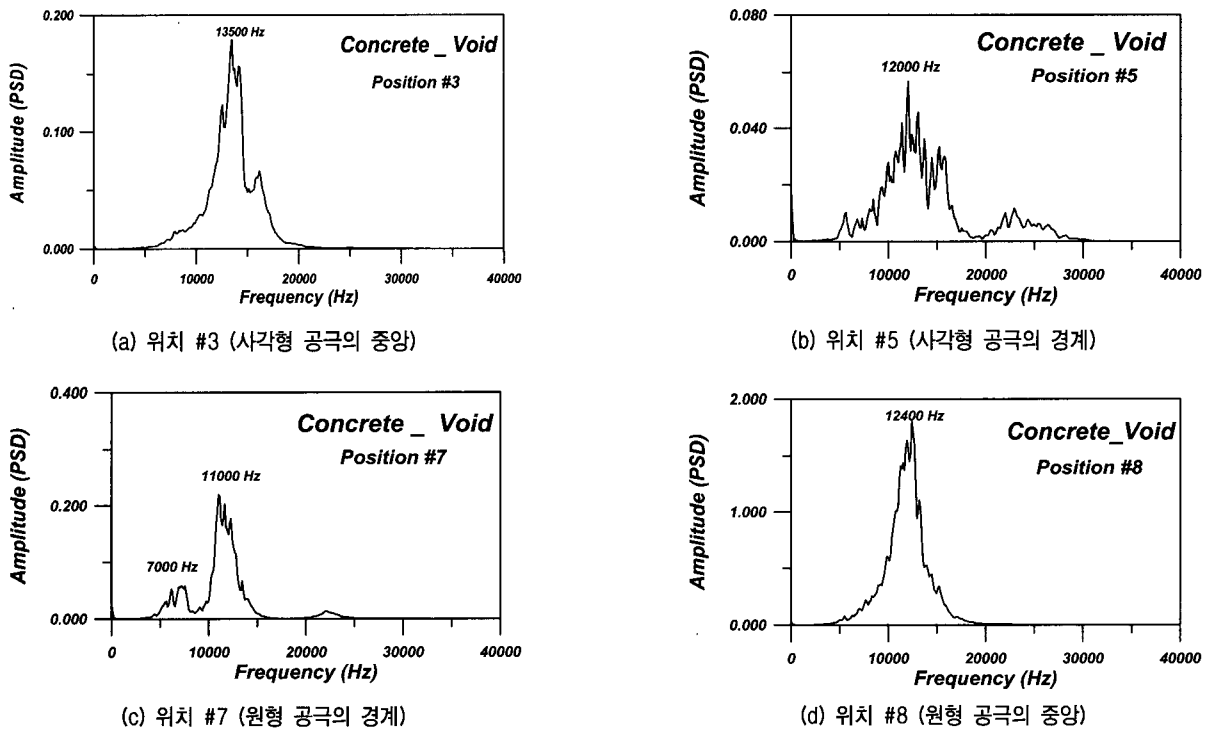 0.200
0.100
0.000
Amplitude (PSD)
13500 Hz
Concrete _ Void
Position #3
0 10000 20000 30000 40000
Frequency (Hz)
(a) 위치 #3 (사각형 공극의 중앙)
0.080
0.040
0.000
Amplitude (PSD)
12000 Hz
Concrete _ Void
Position #5
0 10000 20000 30000 40000
Frequency (Hz)
(b) 위치 #5 (사각형 공극의 경계)
0.400
0.200
0.000
Amplitude (PSD)
7000 Hz
11000 Hz
Concrete _ Void
Position #7
0 10000 20000 30000 40000
Frequency (Hz)
(c) 위치 #7 (원형 공극의 경계)
2.000
1.000
0.000
Amplitude (PSD)
12400 Hz
Concrete_Void
Position #8
0 10000 20000 30000 40000
Frequency (Hz)
(d) 위치 #8 (원형 공극의 중앙)